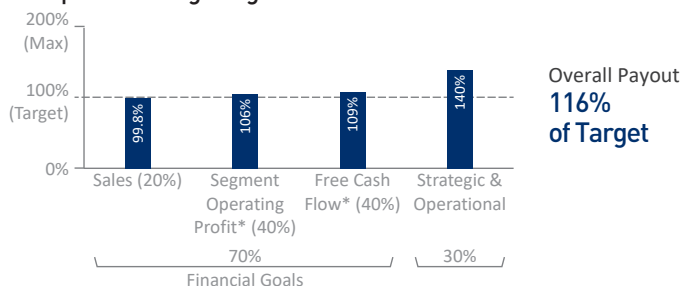 200%
(Max)
100%
(Target)
0%
99.8%
106%
109%
140%
Sales (20%)
Segment
Operating
Profit* (40%)
Free Cash
Flow* (40%)
Strategic &
Operational
70%
30%
Financial Goals
Overall Payout
116%
of Target